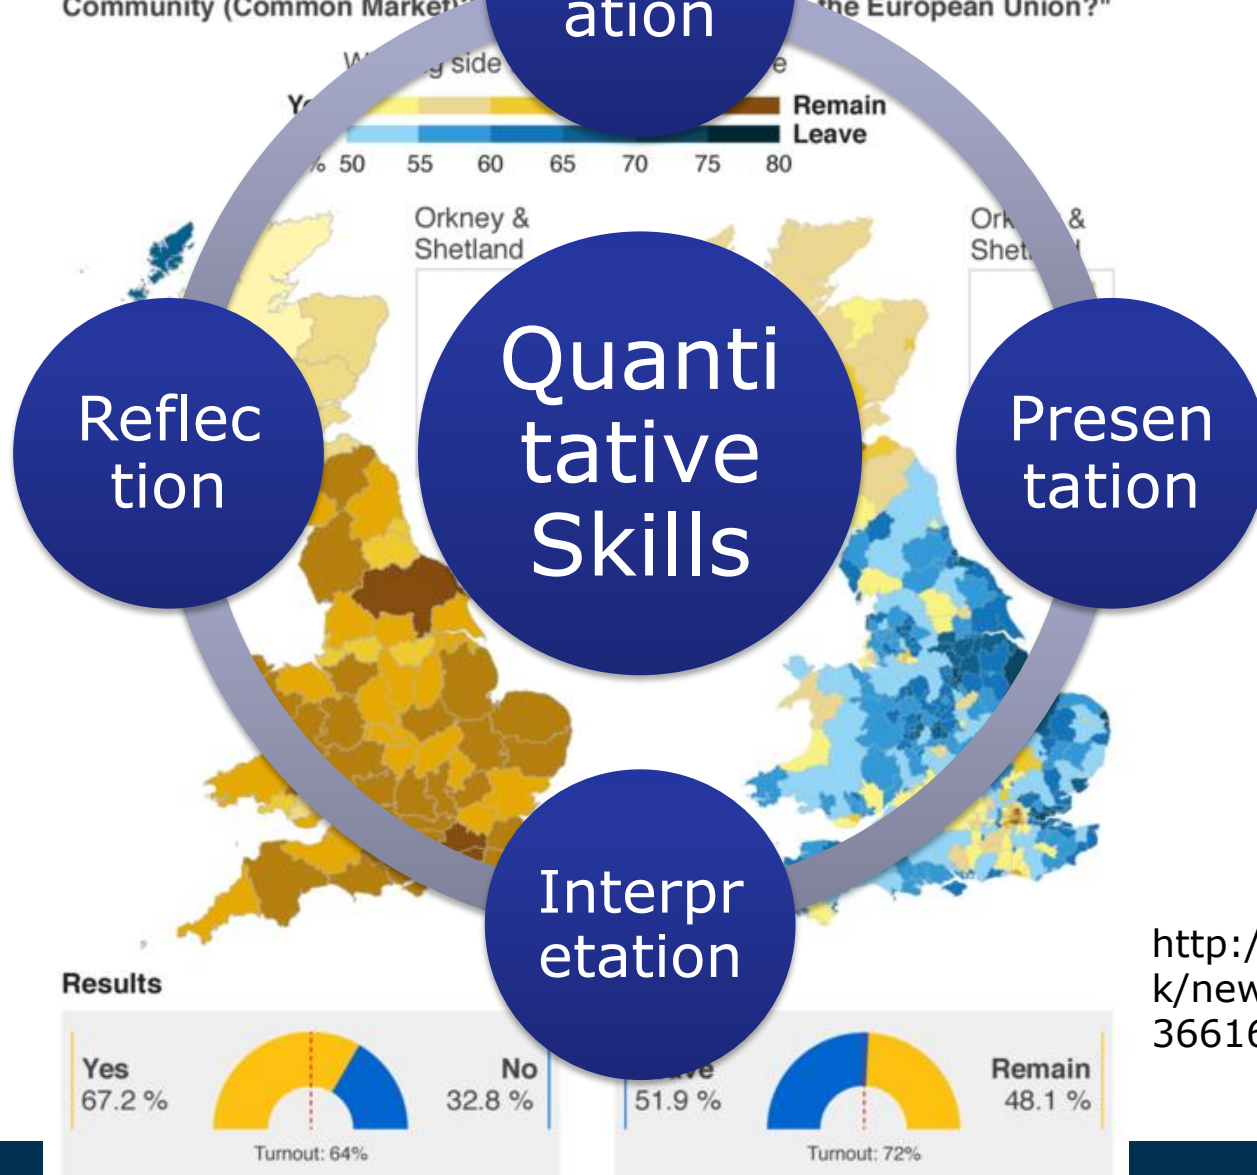 Community (Common Market)
the European Union?"
ation
side
Remain
Leave
% 50 55 60 65 70 75 80
Orkney &
Shetland
&
Quanti
tative
Skills
Reflec
tion
Presen
tation
Interpr
etation
http:/
k/new
36616
Results
Yes
67.2 %
No
32.8 %
Turnout: 64%
51.9 %
Remain
48.1 %
Turnout: 72%